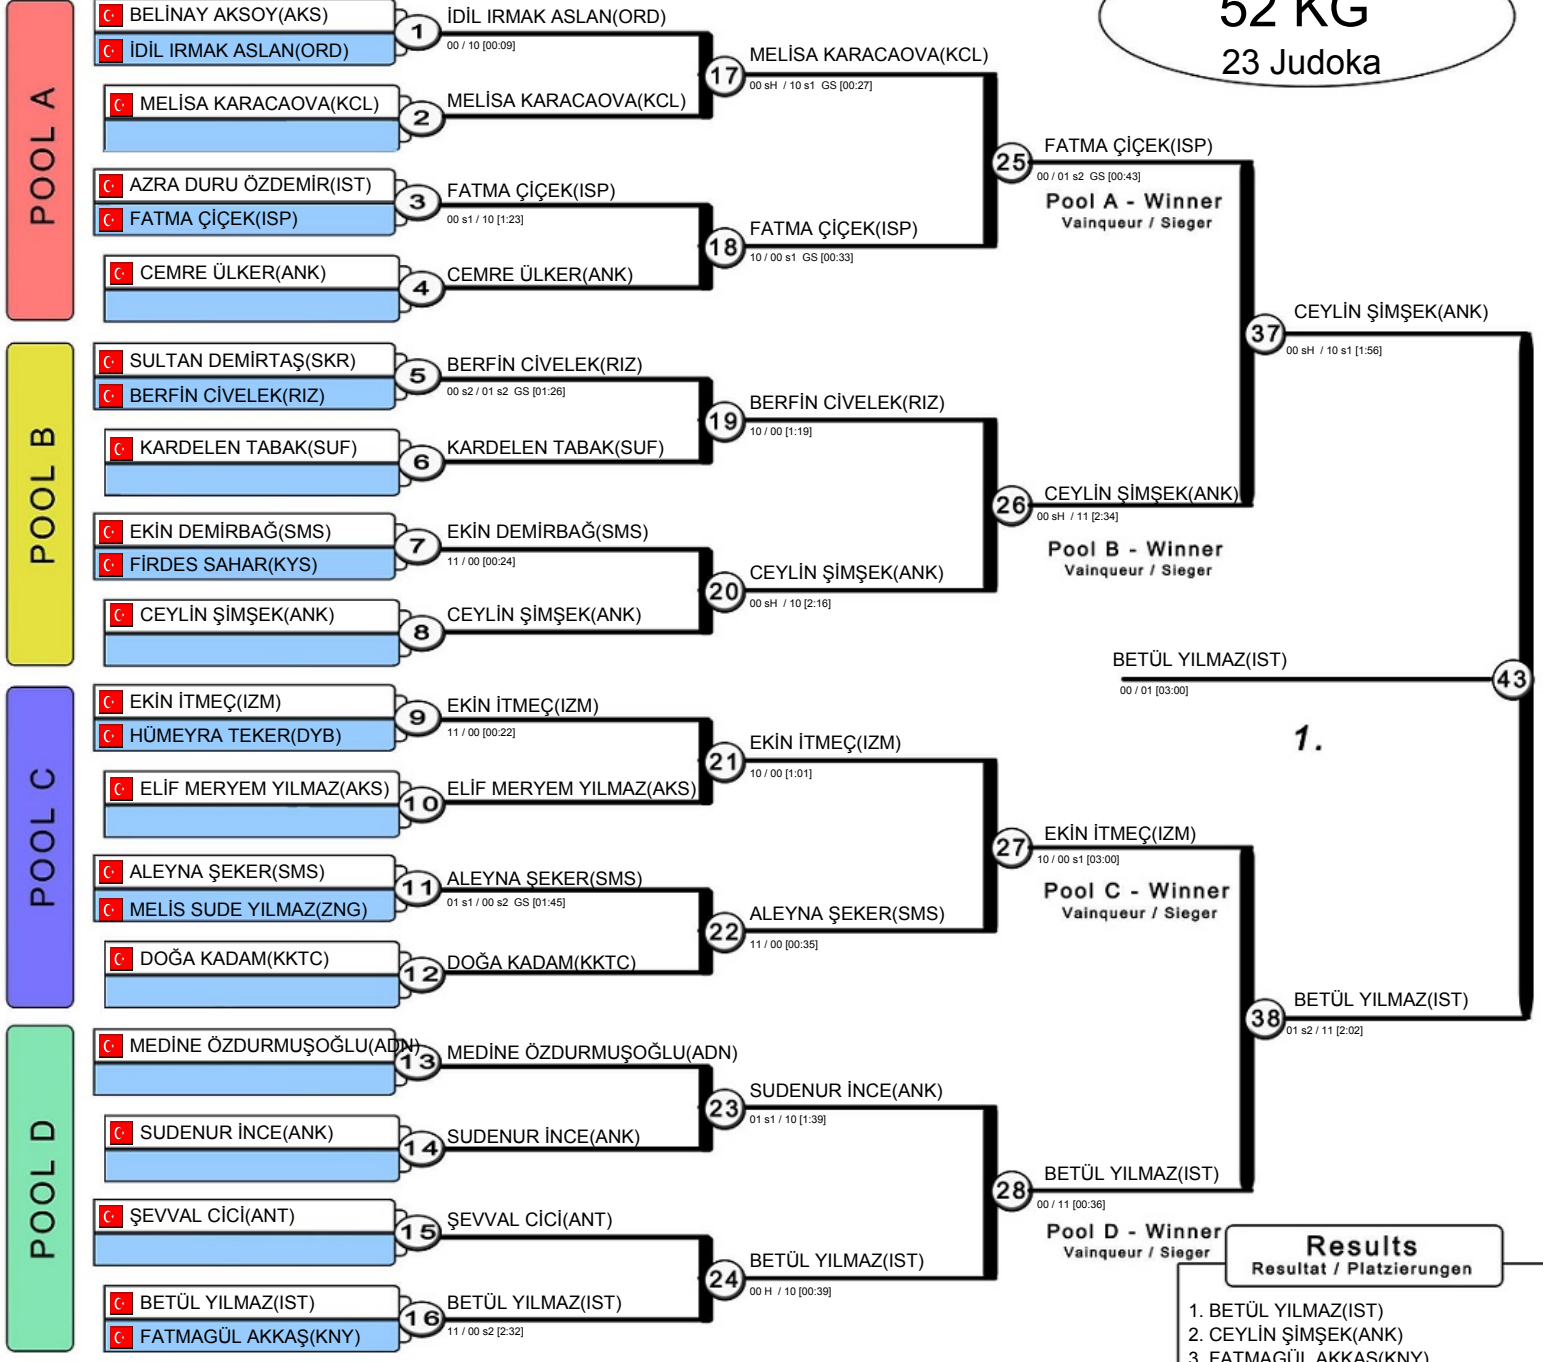 52 KG
23 Judoka
POOL A
BELİNAY AKSOY(AKS)
İDİL IRMAK ASLAN(ORD)
1
İDİL IRMAK ASLAN(ORD)
00 / 10 [00:09]
MELİSA KARACAOVA(KCL)
2
MELİSA KARACAOVA(KCL)
17
MELİSA KARACAOVA(KCL)
00 sH / 10 s1 GS [00:27]
AZRA DURU ÖZDEMİR(IST)
FATMA ÇİÇEK(ISP)
3
FATMA ÇİÇEK(ISP)
00 s1 / 10 [1:23]
CEMRE ÜLKER(ANK)
4
CEMRE ÜLKER(ANK)
18
FATMA ÇİÇEK(ISP)
10 / 00 s1 GS [00:33]
25
FATMA ÇİÇEK(ISP)
00 / 01 s2 GS [00:43]
Pool A - Winner
Vainqueur / Sieger
POOL B
SULTAN DEMİRTAŞ(SKR)
BERFİN CİVELEK(RIZ)
5
BERFİN CİVELEK(RIZ)
00 s2 / 01 s2 GS [01:26]
KARDELEN TABAK(SUF)
6
KARDELEN TABAK(SUF)
19
BERFİN CİVELEK(RIZ)
10 / 00 [1:19]
EKİN DEMİRBAĞ(SMS)
FİRDES SAHAR(KYS)
7
EKİN DEMİRBAĞ(SMS)
11 / 00 [00:24]
CEYLİN ŞİMŞEK(ANK)
8
CEYLİN ŞİMŞEK(ANK)
20
CEYLİN ŞİMŞEK(ANK)
00 sH / 10 [2:16]
26
CEYLİN ŞİMŞEK(ANK)
00 sH / 11 [2:34]
Pool B - Winner
Vainqueur / Sieger
37
CEYLİN ŞİMŞEK(ANK)
00 sH / 10 s1 [1:56]
BETÜL YILMAZ(IST)
00 / 01 [03:00]
43
1.
POOL C
EKİN İTMEÇ(IZM)
HÜMEYRA TEKER(DYB)
9
EKİN İTMEÇ(IZM)
11 / 00 [00:22]
ELİF MERYEM YILMAZ(AKS)
10
ELİF MERYEM YILMAZ(AKS)
21
EKİN İTMEÇ(IZM)
10 / 00 [1:01]
ALEYNA ŞEKER(SMS)
MELİS SUDE YILMAZ(ZNG)
11
ALEYNA ŞEKER(SMS)
01 s1 / 00 s2 GS [01:45]
DOĞA KADAM(KKTC)
12
DOĞA KADAM(KKTC)
22
ALEYNA ŞEKER(SMS)
11 / 00 [00:35]
27
EKİN İTMEÇ(IZM)
10 / 00 s1 [03:00]
Pool C - Winner
Vainqueur / Sieger
POOL D
MEDİNE ÖZDURMUŞOĞLU(ADN)
13
MEDİNE ÖZDURMUŞOĞLU(ADN)
SUDENUR İNCE(ANK)
14
SUDENUR İNCE(ANK)
23
SUDENUR İNCE(ANK)
01 s1 / 10 [1:39]
ŞEVVAL CİCİ(ANT)
15
ŞEVVAL CİCİ(ANT)
BETÜL YILMAZ(IST)
FATMAGÜL AKKAŞ(KNY)
16
BETÜL YILMAZ(IST)
11 / 00 s2 [2:32]
24
BETÜL YILMAZ(IST)
00 H / 10 [00:39]
28
BETÜL YILMAZ(IST)
00 / 11 [00:36]
Pool D - Winner
Vainqueur / Sieger
38
BETÜL YILMAZ(IST)
01 s2 / 11 [2:02]
Results
Resultat / Platzierungen
1. BETÜL YILMAZ(IST)
2. CEYLİN ŞİMŞEK(ANK)
3. FATMAGÜL AKKAŞ(KNY)